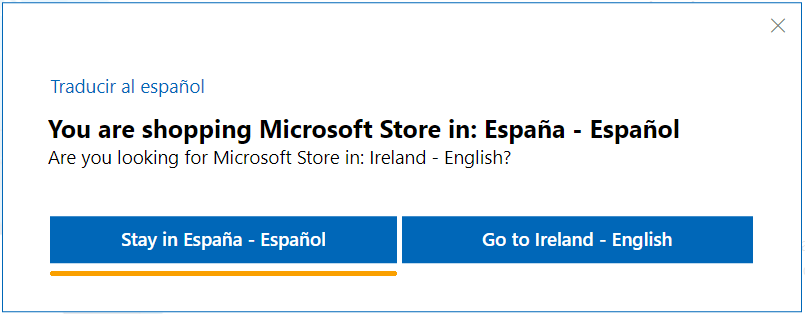 Traducir al español
You are shopping Microsoft Store in: España - Español
Are you looking for Microsoft Store in: Ireland - English?
Stay in España - Español
Go to Ireland - English